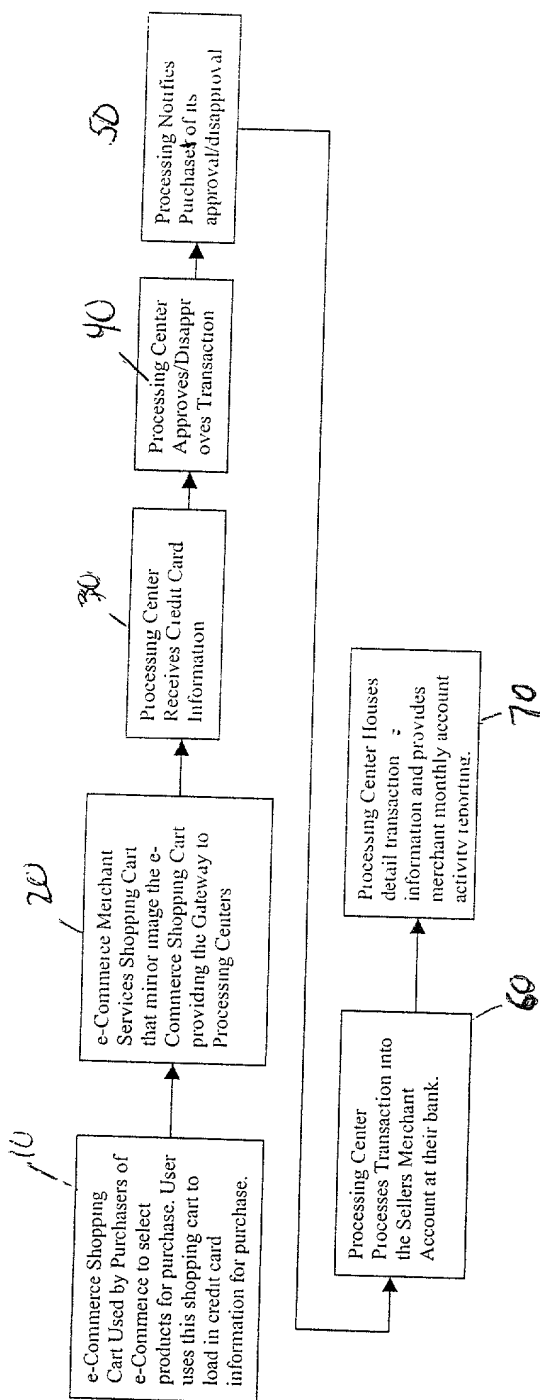 10
e-Commerce Shopping
Cart Used by Purchasers of
e-Commerce to select
products for purchase. User
uses this shopping cart to
load in credit card
information for purchase.
20
e-Commerce Merchant
Services Shopping Cart
that mirror image the e-
Commerce Shopping Cart
providing the Gateway to
Processing Centers
30
Processing Center
Receives Credit Card
Information
40
Processing Center
Approves/Disappr
oves Transaction
50
Processing Notifies
Purchaser of its
approval/disapproval
60
Processing Center
Processes Transaction into
the Sellers Merchant
Account at their bank.
70
Processing Center Houses
detail transaction
information and provides
merchant monthly account
activity reporting.